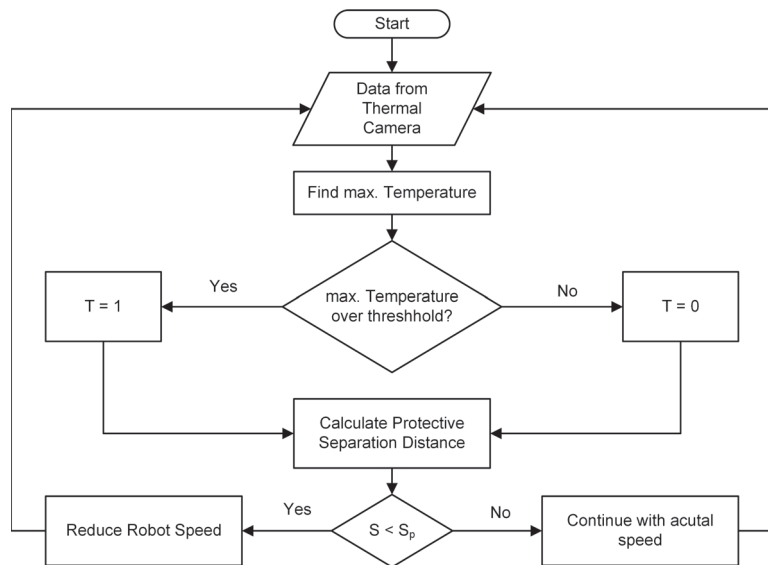 Start
Data from
Thermal
Camera
Find max. Temperature
Yes
No
T = 1
max. Temperature
over threshhold?
T = 0
Calculate Protective
Separation Distance
Yes
No
Reduce Robot Speed
S < Sₚ
Continue with acutal
speed